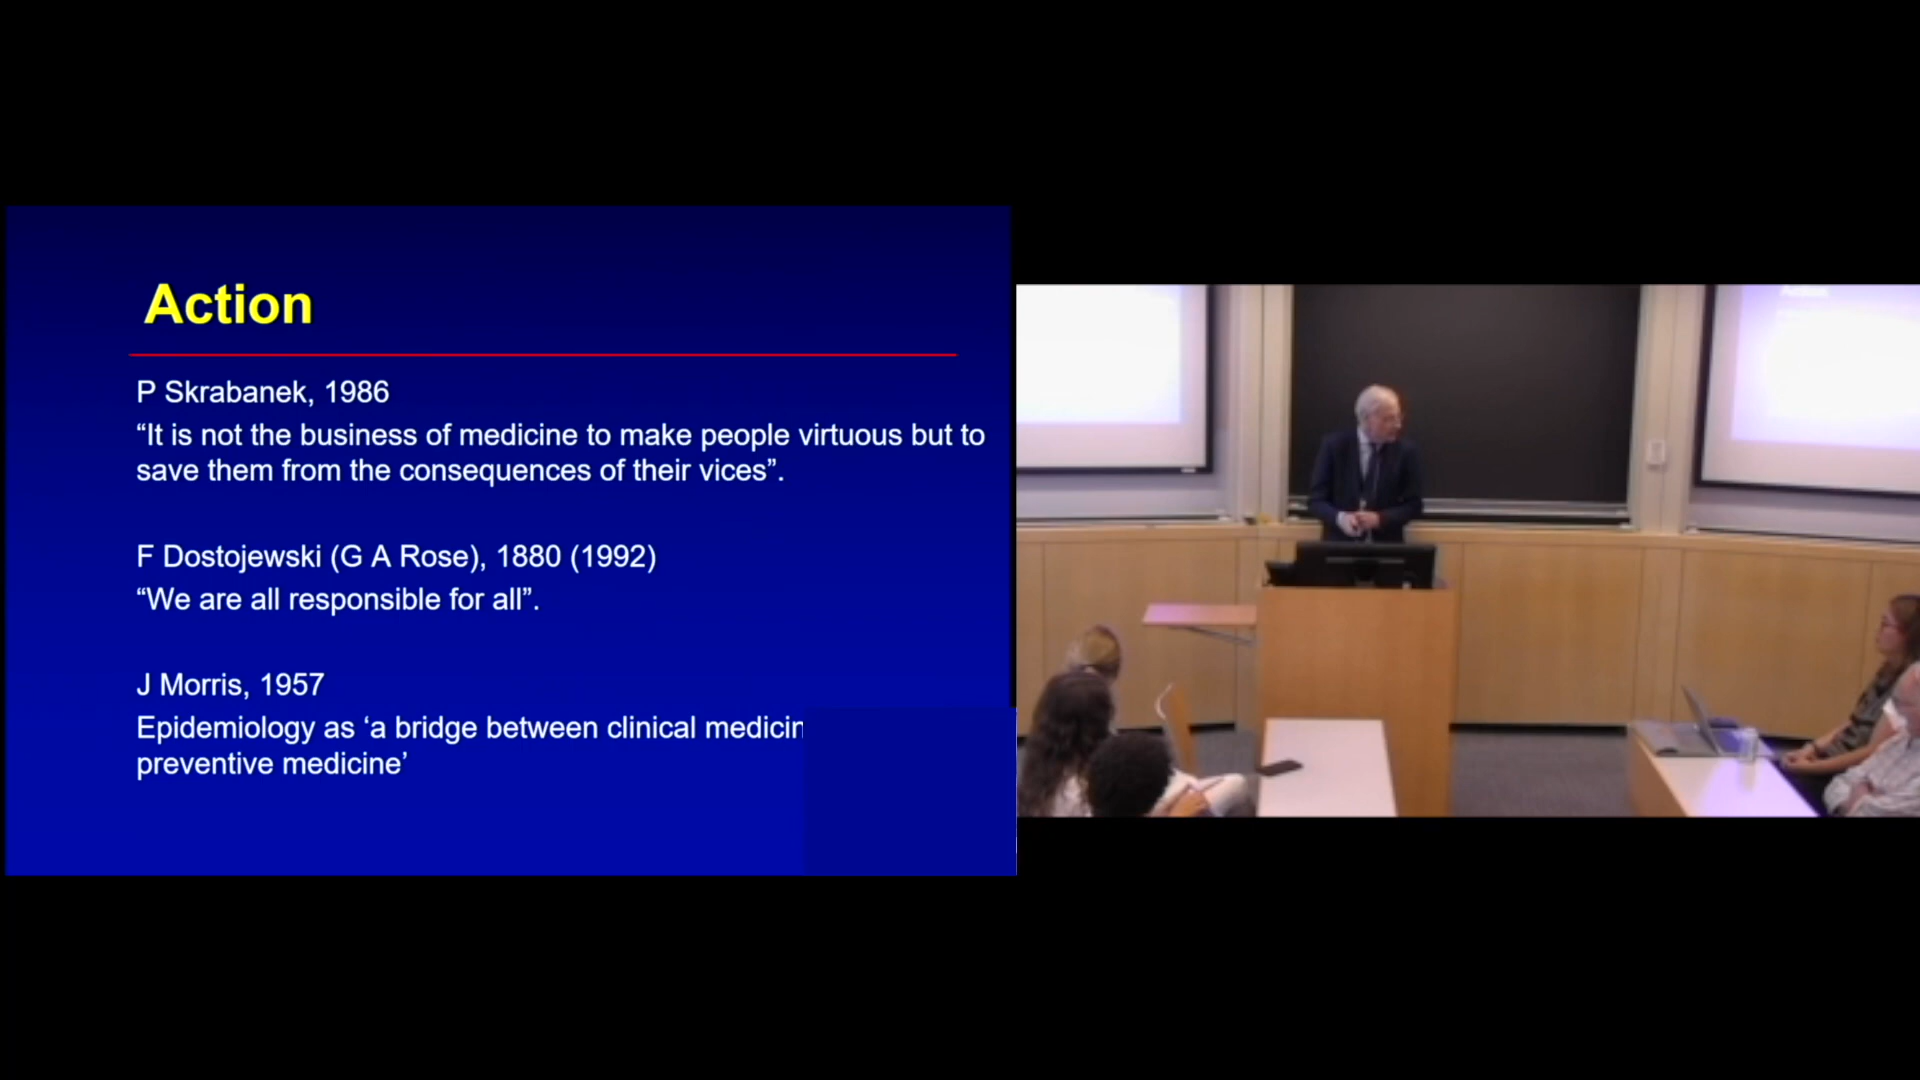 Action
P Skrabanek, 1986
“It is not the business of medicine to make people virtuous but to
save them from the consequences of their vices”.
F Dostojewski (G A Rose), 1880 (1992)
“We are all responsible for all”.
J Morris, 1957
Epidemiology as ‘a bridge between clinical medicin
preventive medicine’